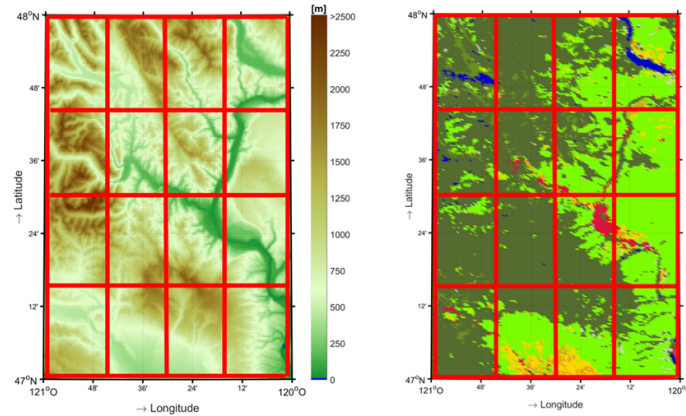 48°N
48'
36'
24'
12'
47°N
121°O
48'
36'
24'
12'
120°O
→ Longitude
→ Latitude
[m]
>2500
2250
2000
1750
1500
1250
1000
750
500
250
0
48°N
48'
36'
24'
12'
47°N
121°O
48'
36'
24'
12'
120°O
→ Longitude
→ Latitude